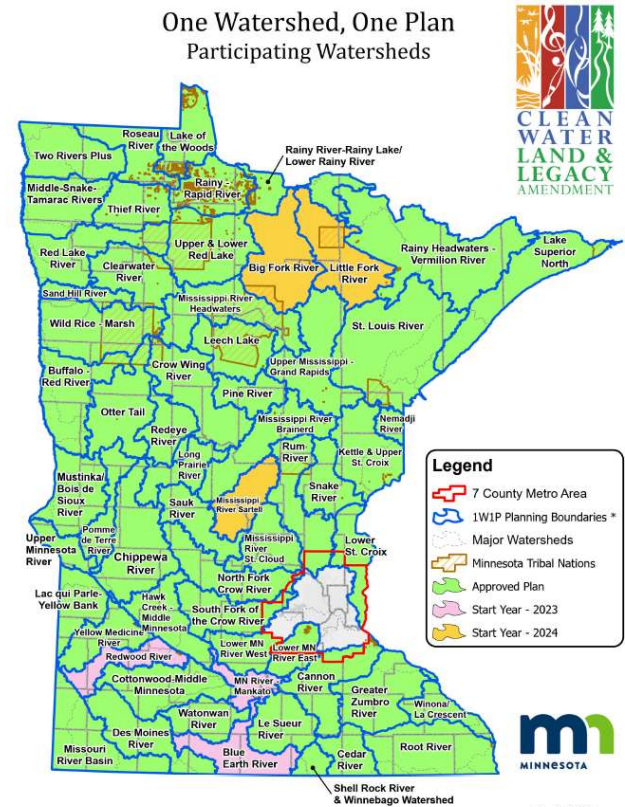 One Watershed, One Plan
Participating Watersheds
CLEAN
WATER
LAND &
LEGACY
AMENDMENT
Roseau
River
Lake of
the Woods
Two Rivers Plus
Rainy River-Rainy Lake/
Lower Rainy River
Rainy -
Rapid River
Middle-Snake-
Tamarac Rivers
Thief River
Upper & Lower
Red Lake
Red Lake
River
Clearwater
River
Big Fork River
Little Fork
River
Rainy Headwaters -
Vermilion River
Lake
Superior
North
Sand Hill River
Mississippi River
Headwaters
Wild Rice - Marsh
Leech Lake
St. Louis River
Buffalo -
Red River
Crow Wing
River
Upper Mississippi -
Grand Rapids
Pine River
Otter Tail
Redeye
River
Mississippi River
Brainerd
Nemadji
River
Long
Prairie
River
Rum
River
Kettle & Upper
St. Croix
Mustinka/
Bois de
Sioux
River
Sauk
River
Mississippi
River Sartell
Snake
River
Upper
Minnesota
River
Pomme
de Terre
River
Chippewa
River
Mississippi
River
St. Cloud
Lower
St. Croix
North Fork
Crow River
Lac qui Parle-
Yellow Bank
Hawk
Creek -
Middle
Minnesota
South Fork of
the Crow River
Yellow Medicine
River
Redwood River
Lower MN
River West
Lower MN
River East
Cottonwood-Middle
Minnesota
MN River
Mankato
Cannon
River
Greater
Zumbro
River
Winona/
La Crescent
Watonwan
River
Le Sueur
River
Des Moines
River
Missouri
River Basin
Blue
Earth River
Cedar
River
Root River
Shell Rock River
& Winnebago Watershed
Legend
7 County Metro Area
1W1P Planning Boundaries *
Major Watersheds
Minnesota Tribal Nations
Approved Plan
Start Year - 2023
Start Year - 2024
mn
MINNESOTA